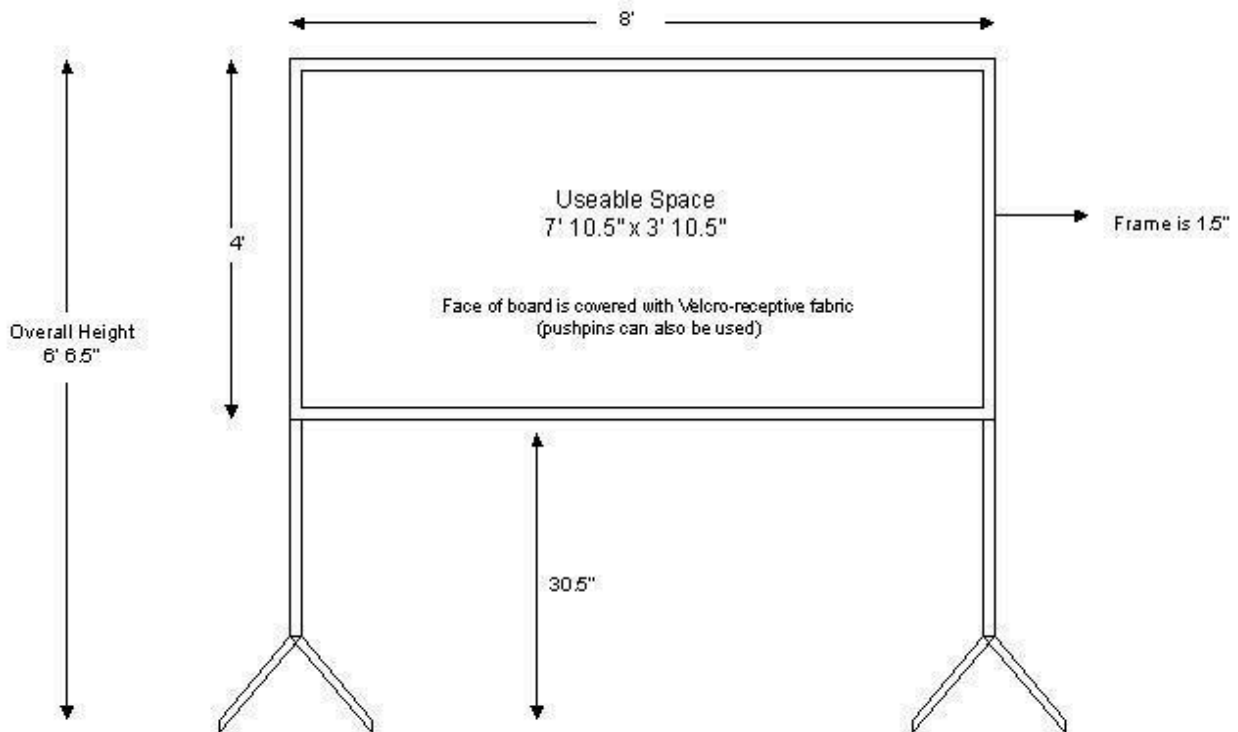 8'
Useable Space
7' 10.5" x 3' 10.5"
Frame is 1.5"
4'
Face of board is covered with Velcro-receptive fabric
(pushpins can also be used)
Overall Height
6' 6.5"
30.5"